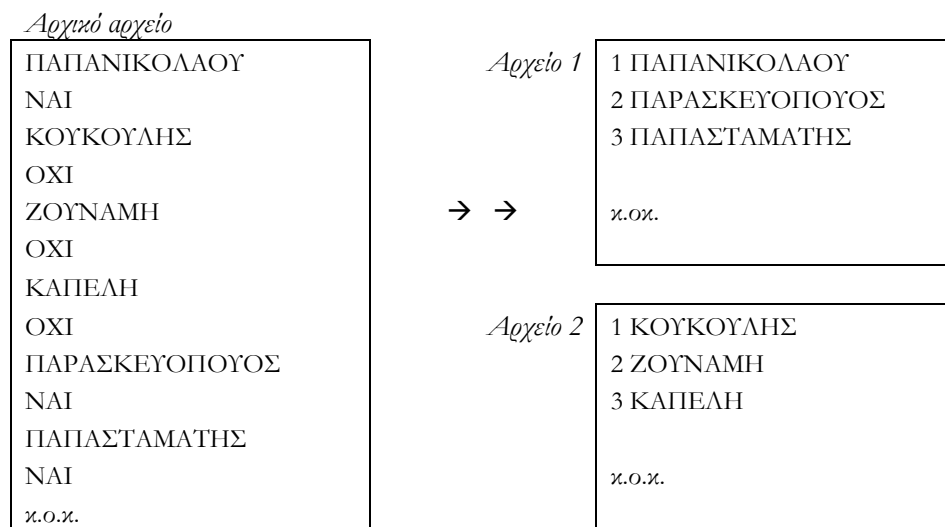 Αρχικό αρχείο
ΠΑΠΑΝΙΚΟΛΑΟΥ
ΝΑΙ
ΚΟΥΚΟΥΛΗΣ
ΟΧΙ
ΖΟΥΝΑΜΗ
ΟΧΙ
ΚΑΠΕΛΗ
ΟΧΙ
ΠΑΡΑΣΚΕΥΟΠΟΥΟΣ
ΝΑΙ
ΠΑΠΑΣΤΑΜΑΤΗΣ
ΝΑΙ
κ.ο.κ.
→ →
Αρχείο 1
1 ΠΑΠΑΝΙΚΟΛΑΟΥ
2 ΠΑΡΑΣΚΕΥΟΠΟΥΟΣ
3 ΠΑΠΑΣΤΑΜΑΤΗΣ
κ.οκ.
Αρχείο 2
1 ΚΟΥΚΟΥΛΗΣ
2 ΖΟΥΝΑΜΗ
3 ΚΑΠΕΛΗ
κ.ο.κ.